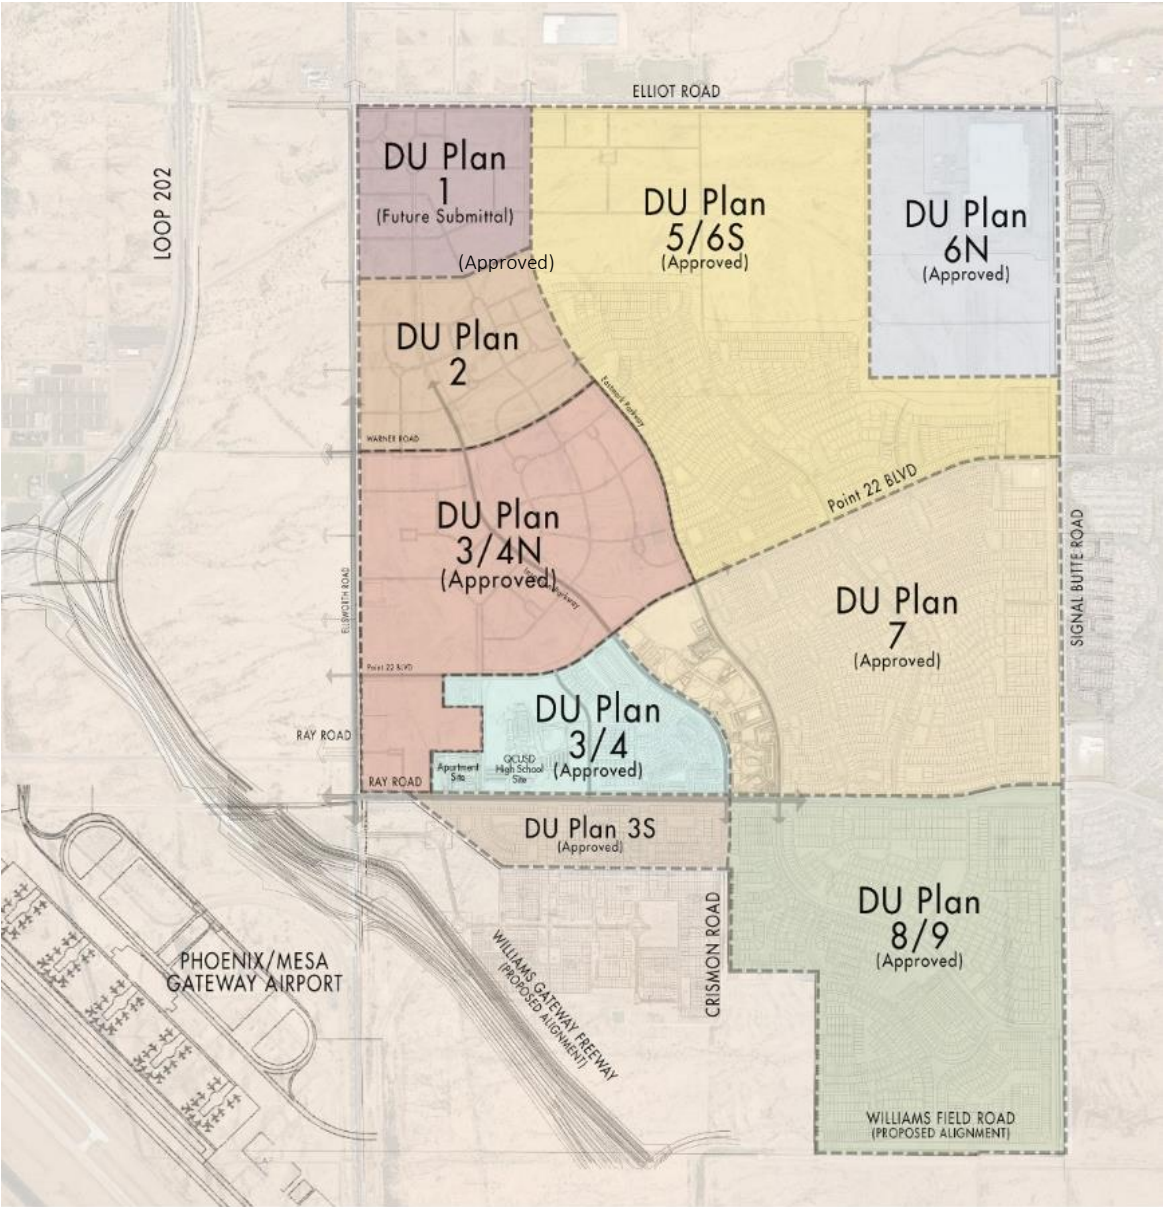 ELLIOT ROAD
LOOP 202
DU Plan
1
(Future Submittal)
DU Plan
5/6S
(Approved)
DU Plan
6N
(Approved)
(Approved)
DU Plan
2
Eastmark Parkway
WARNER ROAD
Point 22 BLVD
DU Plan
3/4N
(Approved)
Parkway
ELLSWORTH ROAD
SIGNAL BUTTE ROAD
DU Plan
7
(Approved)
Point 22 BLVD
DU Plan
3/4
(Approved)
RAY ROAD
RAY ROAD
Apartment
Site
QCUSD
High School
Site
DU Plan 3S
(Approved)
DU Plan
8/9
(Approved)
CRISMON ROAD
PHOENIX/MESA
GATEWAY AIRPORT
WILLIAMS GATEWAY FREEWAY
(PROPOSED ALIGNMENT)
WILLIAMS FIELD ROAD
(PROPOSED ALIGNMENT)